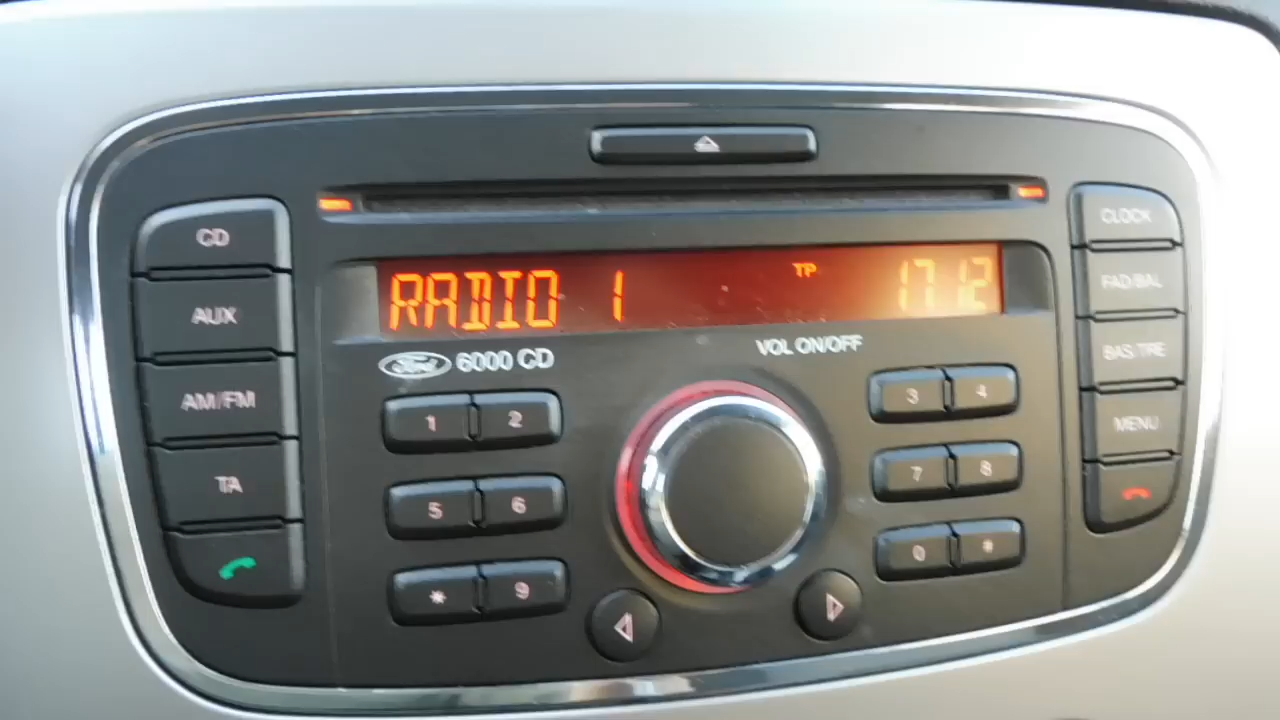 CD
AUX
AM/FM
TA
RADIO 1 TP 17 12
Ford 6000 CD
VOL ON/OFF
1 2
5 6
* 9
3 4
7 8
0 #
CLOCK
FAD/BAL
BAS/TRE
MENU